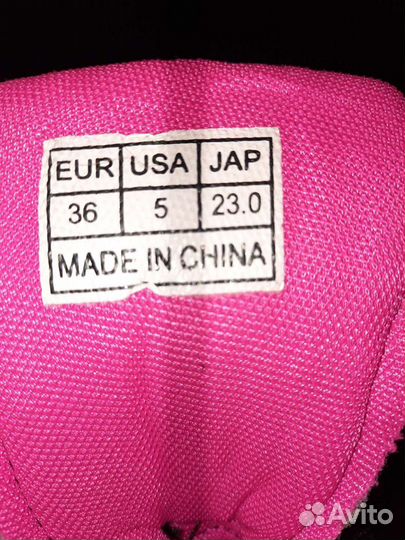 EUR USA JAP
36 5 23.0
MADE IN CHINA
Avito